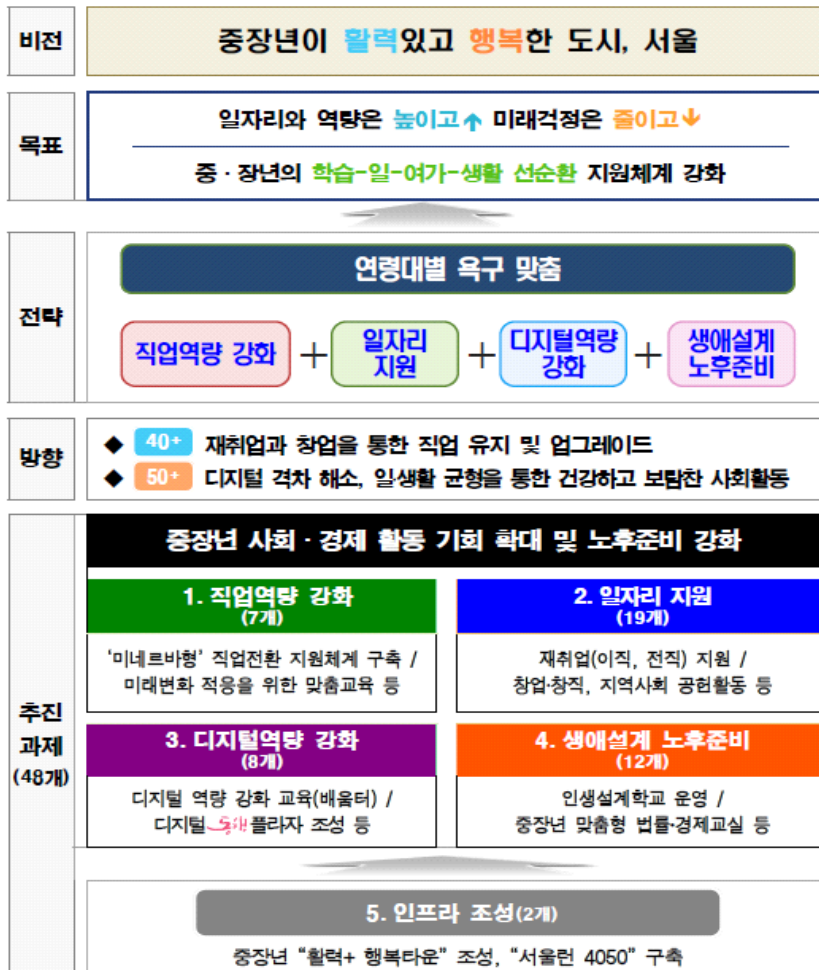 비전
중장년이 활력있고 행복한 도시, 서울
목표
일자리와 역량은 높이고↑ 미래걱정은 줄이고↓
중·장년의 학습-일-여가-생활 선순환 지원체계 강화
전략
연령대별 욕구 맞춤
직업역량 강화 + 일자리 지원 + 디지털역량 강화 + 생애설계 노후준비
방향
◆ 40+ 재취업과 창업을 통한 직업 유지 및 업그레이드
◆ 50+ 디지털 격차 해소, 일·생활 균형을 통한 건강하고 보람찬 사회활동
추진
과제
(48개)
중장년 사회·경제 활동 기회 확대 및 노후준비 강화
1. 직업역량 강화
(7개)
'미네르바형' 직업전환 지원체계 구축 /
미래변화 적응을 위한 맞춤교육 등
2. 일자리 지원
(19개)
재취업(이직, 전직) 지원 /
창업·창직, 지역사회 공헌활동 등
3. 디지털역량 강화
(8개)
디지털 역량 강화 교육(배움터) /
디지털 플라자 조성 등
4. 생애설계 노후준비
(12개)
인생설계학교 운영 /
중장년 맞춤형 법률·경제교실 등
5. 인프라 조성(2개)
중장년 "활력+ 행복타운" 조성, "서울런 4050" 구축